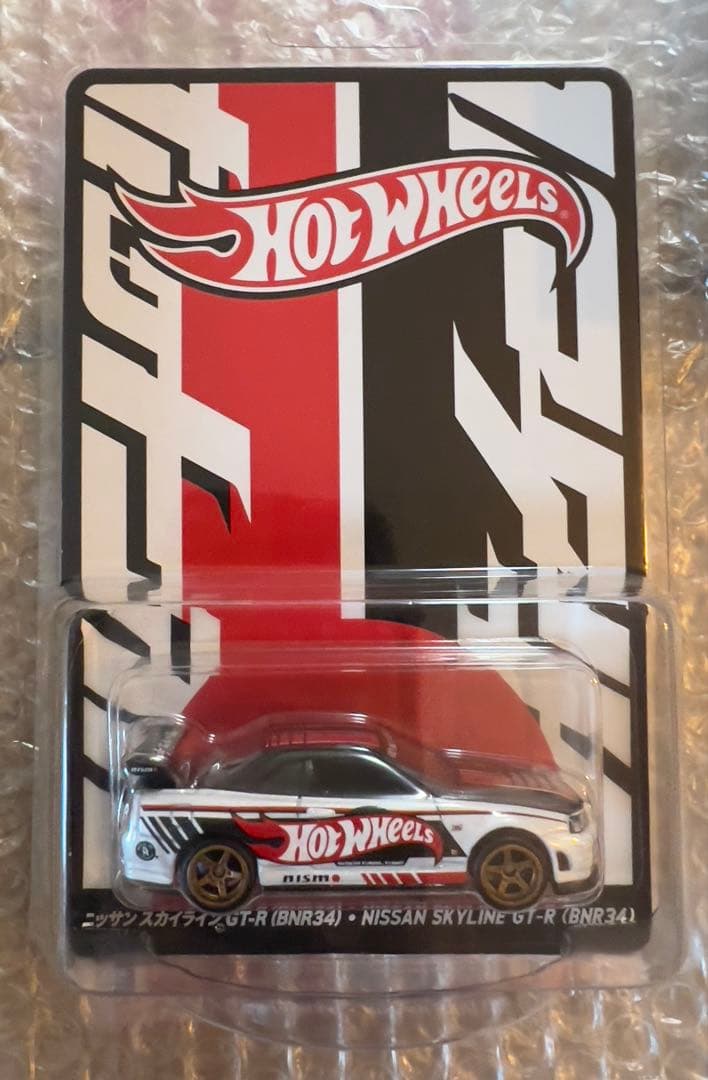 HOT WHEELS
nismo
HOT WHEELS
nismo
ニッサン スカイライン GT-R (BNR34) • NISSAN SKYLINE GT-R (BNR34)